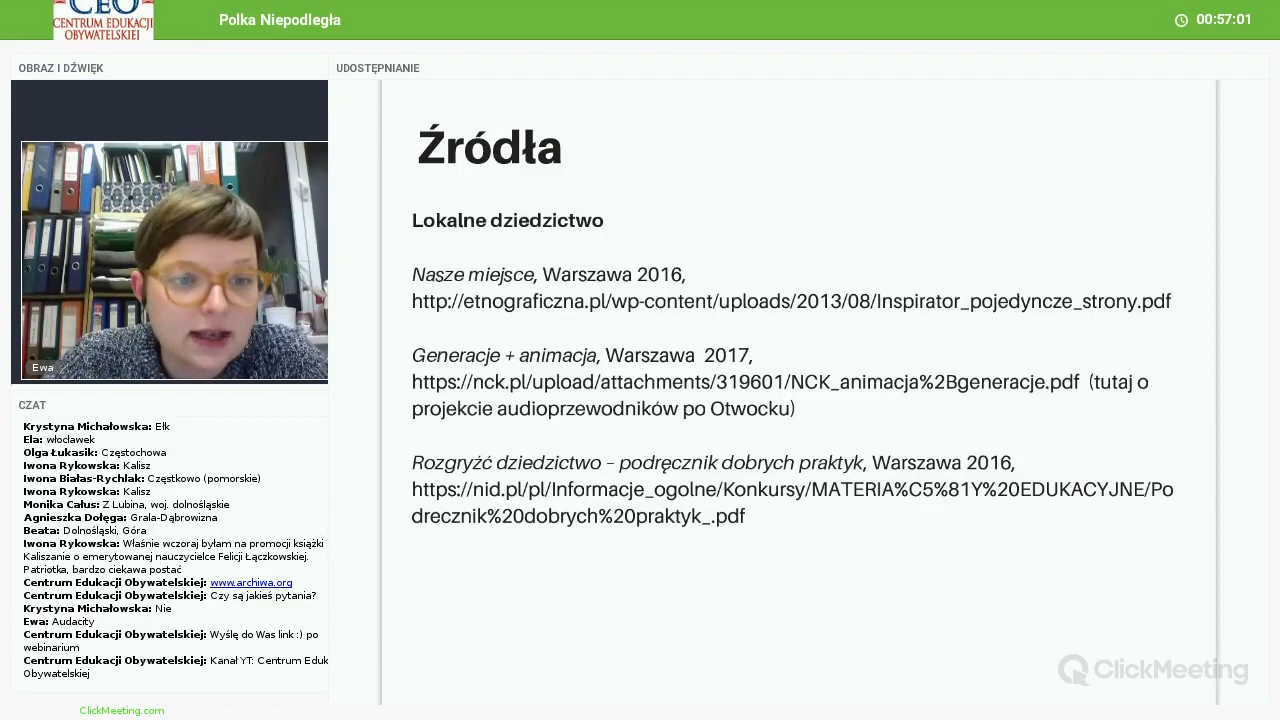 CEO
CENTRUM EDUKACJI
OBYWATELSKIEJ
Polka Niepodległa
00:57:01
OBRAZ I DŹWIĘK
Ewa
CZAT
Krystyna Michałowska: Ełk
Ela: włocławek
Olga Łukasik: Częstochowa
Iwona Rykowska: Kalisz
Iwona Białas-Rychlak: Częstkowo (pomorskie)
Iwona Rykowska: Kalisz
Monika Całus: Z Lubina, woj. dolnośląskie
Agnieszka Dołęga: Grala-Dąbrowizna
Beata: Dolnośląski, Góra
Iwona Rykowska: Właśnie wczoraj byłam na promocji książki
Kaliszanie o emerytowanej nauczycielce Felicji Łączkowskiej.
Patriotka, bardzo ciekawa postać
Centrum Edukacji Obywatelskiej: www.archiwa.org
Centrum Edukacji Obywatelskiej: Czy są jakieś pytania?
Krystyna Michałowska: Nie
Ewa: Audacity
Centrum Edukacji Obywatelskiej: Wyślę do Was link :) po
webinarium
Centrum Edukacji Obywatelskiej: Kanał YT: Centrum Eduk
Obywatelskiej
ClickMeeting.com
UDOSTĘPNIANIE
Źródła
Lokalne dziedzictwo
Nasze miejsce, Warszawa 2016,
http://etnograficzna.pl/wp-content/uploads/2013/08/Inspirator_pojedyncze_strony.pdf
Generacje + animacja, Warszawa 2017,
https://nck.pl/upload/attachments/319601/NCK_animacja%2Bgeneracje.pdf (tutaj o
projekcie audioprzewodników po Otwocku)
Rozgryźć dziedzictwo – podręcznik dobrych praktyk, Warszawa 2016,
https://nid.pl/pl/Informacje_ogolne/Konkursy/MATERIA%C5%81Y%20EDUKACYJNE/Po
drecznik%20dobrych%20praktyk_.pdf
ClickMeeting